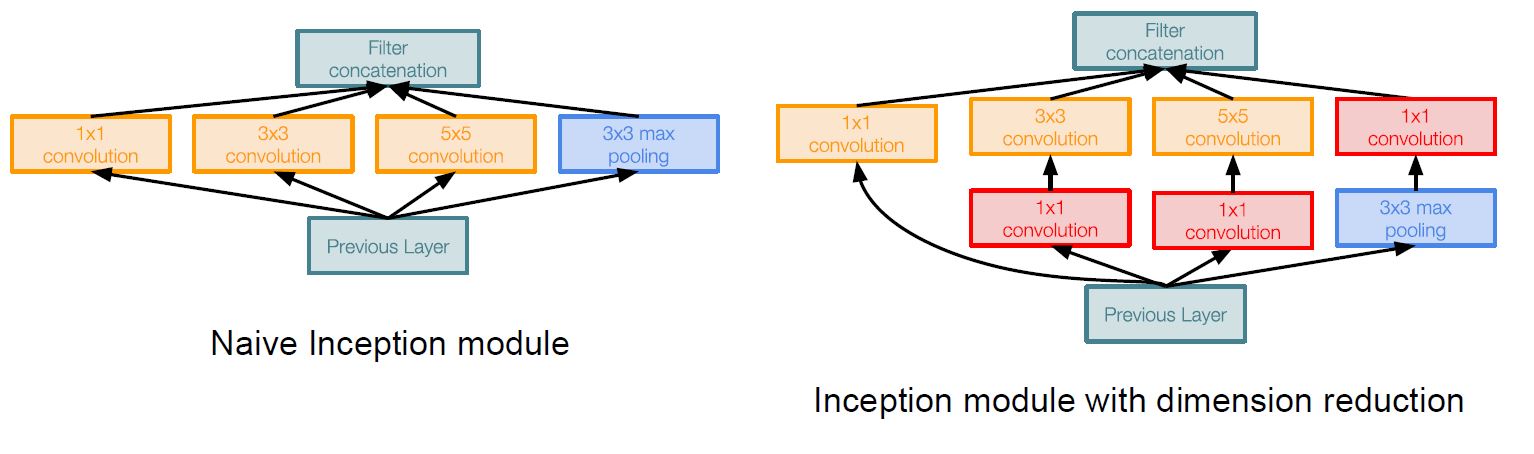 Filter
concatenation
1x1
convolution
3x3
convolution
5x5
convolution
3x3 max
pooling
Previous Layer
Naive Inception module
Filter
concatenation
1x1
convolution
3x3
convolution
5x5
convolution
1x1
convolution
1x1
convolution
1x1
convolution
3x3 max
pooling
Previous Layer
Inception module with dimension reduction